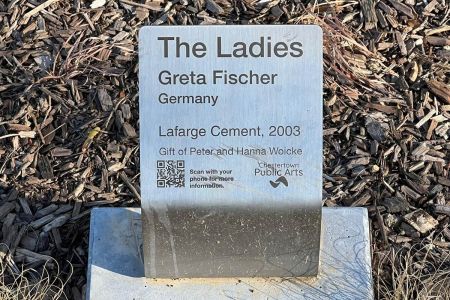 The Ladies
Greta Fischer
Germany
Lafarge Cement, 2003
Gift of Peter and Hanna Woicke
Scan with your
phone for more
information.
Chestertown
Public Arts